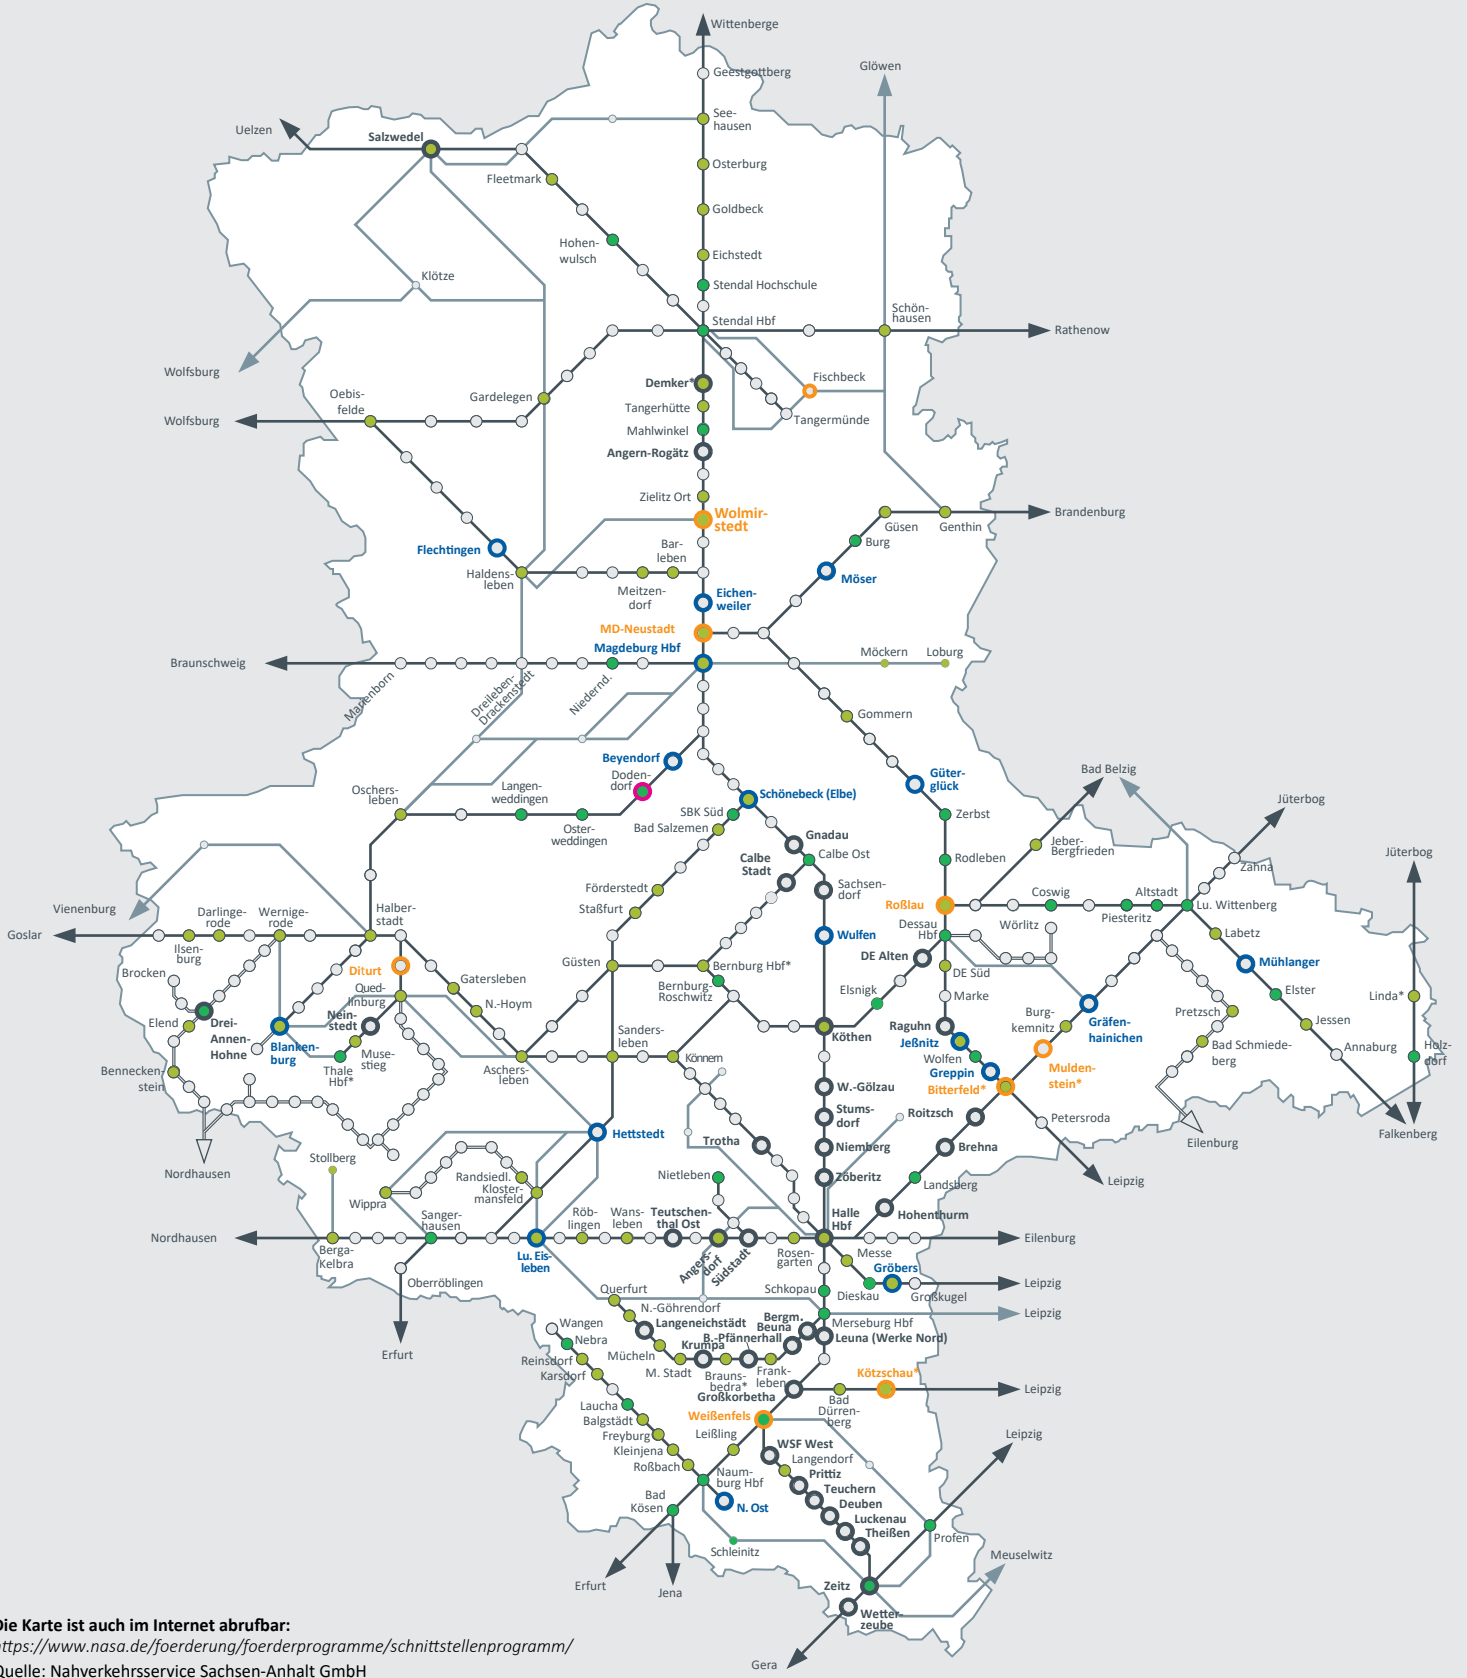 Wittenberge
Geestgottberg
Glöwen
See-
hausen
Uelzen
Salzwedel
Osterburg
Fleetmark
Goldbeck
Hohen-
wulsch
Eichstedt
Klötze
Stendal Hochschule
Schön-
hausen
Stendal Hbf
Rathenow
Wolfsburg
Fischbeck
Demker*
Oebis-
felde
Gardelegen
Tangerhütte
Wolfsburg
Tangermünde
Mahlwinkel
Angern-Rogätz
Zielitz Ort
Wolmir-
stedt
Brandenburg
Güsen
Genthin
Burg
Flechtingen
Bar-
leben
Haldens-
leben
Möser
Meitzen-
dorf
Eichen-
weiler
MD-Neustadt
Magdeburg Hbf
Möckern
Loburg
Braunschweig
Marienborn
Dreileben-
Drackenstedt
Niedernd.
Gommern
Beyendorf
Doden-
dorf
Bad Belzig
Güter-
glück
Oschers-
leben
Langen-
weddingen
Schönebeck (Elbe)
Jüterbog
SBK Süd
Zerbst
Oster-
weddingen
Bad Salzemen
Gnadau
Jeber-
Bergfrieden
Calbe
Stadt
Calbe Ost
Rodleben
Zahna
Jüterbog
Förderstedt
Sachsen-
dorf
Coswig
Altstadt
Vienenburg
Darlinge-
rode
Wernige-
rode
Halber-
stadt
Staßfurt
Roßlau
Piesteritz
Lu. Wittenberg
Goslar
Wulfen
Dessau
Hbf
Wörlitz
Labetz
Ilsen-
burg
Güsten
Bernburg Hbf*
DE Alten
Mühlanger
Brocken
Diturt
Gatersleben
Bernburg-
Roschwitz
DE Süd
Qued-
linburg
N.-Hoym
Elsnigk
Marke
Elster
Linda*
Elend
Drei-
Annen-
Hohne
Nein-
stedt
Burg-
kemnitz
Gräfen-
hainichen
Pretzsch
Jessen
Blanken-
burg
Muse-
stieg
Sanders-
leben
Köthen
Raguhn
Jeßnitz
Bad Schmiede-
berg
Thale
Hbf*
Aschers-
leben
Könnern
Wolfen
Greppin
Annaburg
Holz-
dorf
Bennecken-
stein
Mulden-
stein*
W.-Gölzau
Bitterfeld*
Stums-
dorf
Roitzsch
Petersroda
Hettstedt
Trotha
Niemberg
Brehna
Falkenberg
Eilenburg
Stollberg
Nordhausen
Randsiedl.
Kloster-
mansfeld
Nietleben
Zöberitz
Landsberg
Leipzig
Wippra
Sanger-
hausen
Röb-
lingen
Wans-
leben
Teutschen-
thal Ost
Halle
Hbf
Hohenthurm
Nordhausen
Eilenburg
Berga-
Kelbra
Lu. Eis-
leben
Angers-
dorf
Südstadt
Rosen-
garten
Messe
Gröbers
Oberröblingen
Querfurt
Schkopau
Dieskau
Großkugel
Leipzig
N.-Göhrendorf
Bergm.
Beuna
Merseburg Hbf
Leipzig
Wangen
Langeneichstädt
Leuna (Werke Nord)
Nebra
B.-Pfännerhall
Krumpa
Erfurt
Reinsdorf
Mücheln
Karsdorf
M. Stadt
Brauns-
bedra*
Frank-
leben
Kötzschau*
Großkorbetha
Leipzig
Laucha
Bad
Dürren-
berg
Balgstädt
Weißenfels
Freyburg
Leißling
Leipzig
Kleinjena
WSF West
Roßbach
Langendorf
Naum-
burg Hbf
Prittiz
Teuchern
Bad
Kösen
N. Ost
Deuben
Luckenau
Theißen
Profen
Schleinitz
Meuselwitz
Erfurt
Jena
Zeitz
Wetter-
zeube
Gera
Die Karte ist auch im Internet abrufbar:
https://www.nasa.de/foerderung/foerderprogramme/schnittstellenprogramm/
Quelle: Nahverkehrsservice Sachsen-Anhalt GmbH